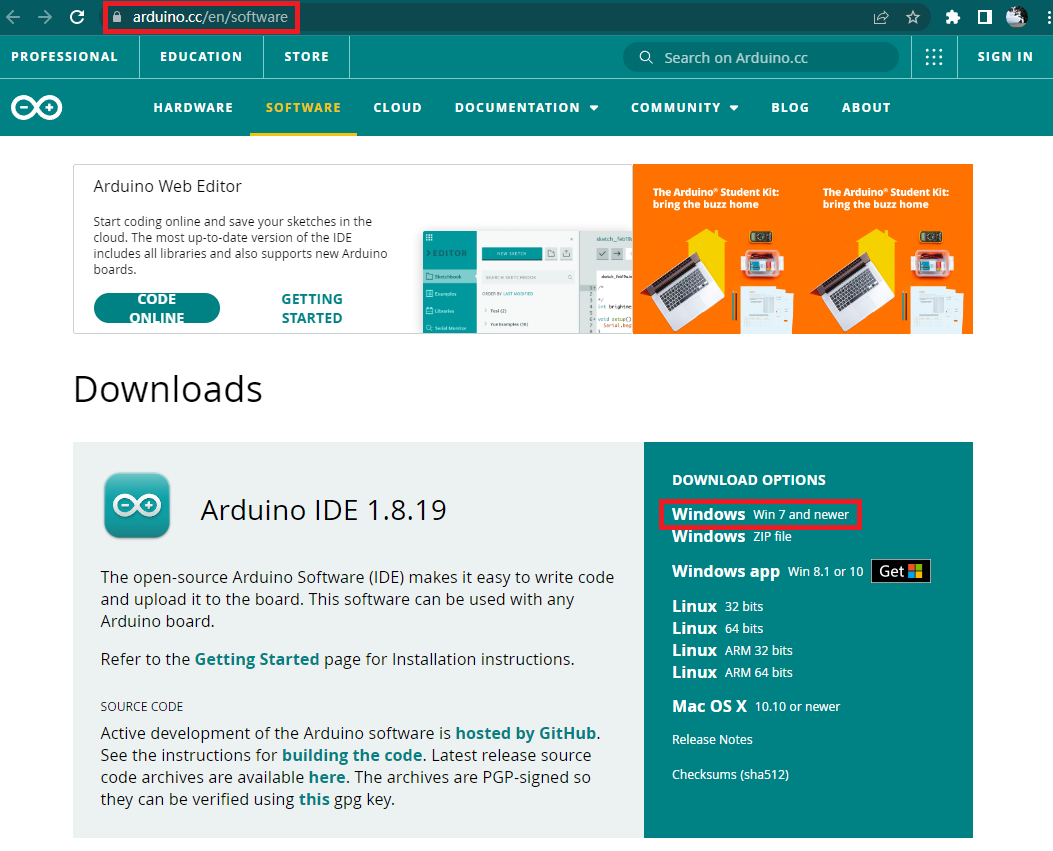 arduino.cc/en/software
PROFESSIONAL EDUCATION STORE Search on Arduino.cc SIGN IN
HARDWARE SOFTWARE CLOUD DOCUMENTATION COMMUNITY BLOG ABOUT
Arduino Web Editor
Start coding online and save your sketches in the
cloud. The most up-to-date version of the IDE
includes all libraries and also supports new Arduino
boards.
CODE
ONLINE
GETTING
STARTED
EDITOR
Sketchbook
Examples
Libraries
Serial Monitor
NEW SKETCH
SEARCH SKETCHBOOK
ORDER BY LAST MODIFIED
Test (2)
The Arduino® Student Kit:
bring the buzz home
The Arduino® Student Kit:
bring the buzz home
Downloads
Arduino IDE 1.8.19
The open-source Arduino Software (IDE) makes it easy to write code
and upload it to the board. This software can be used with any
Arduino board.
Refer to the Getting Started page for Installation instructions.
SOURCE CODE
Active development of the Arduino software is hosted by GitHub.
See the instructions for building the code. Latest release source
code archives are available here. The archives are PGP-signed so
they can be verified using this gpg key.
DOWNLOAD OPTIONS
Windows Win 7 and newer
Windows ZIP file
Windows app Win 8.1 or 10 Get
Linux 32 bits
Linux 64 bits
Linux ARM 32 bits
Linux ARM 64 bits
Mac OS X 10.10 or newer
Release Notes
Checksums (sha512)